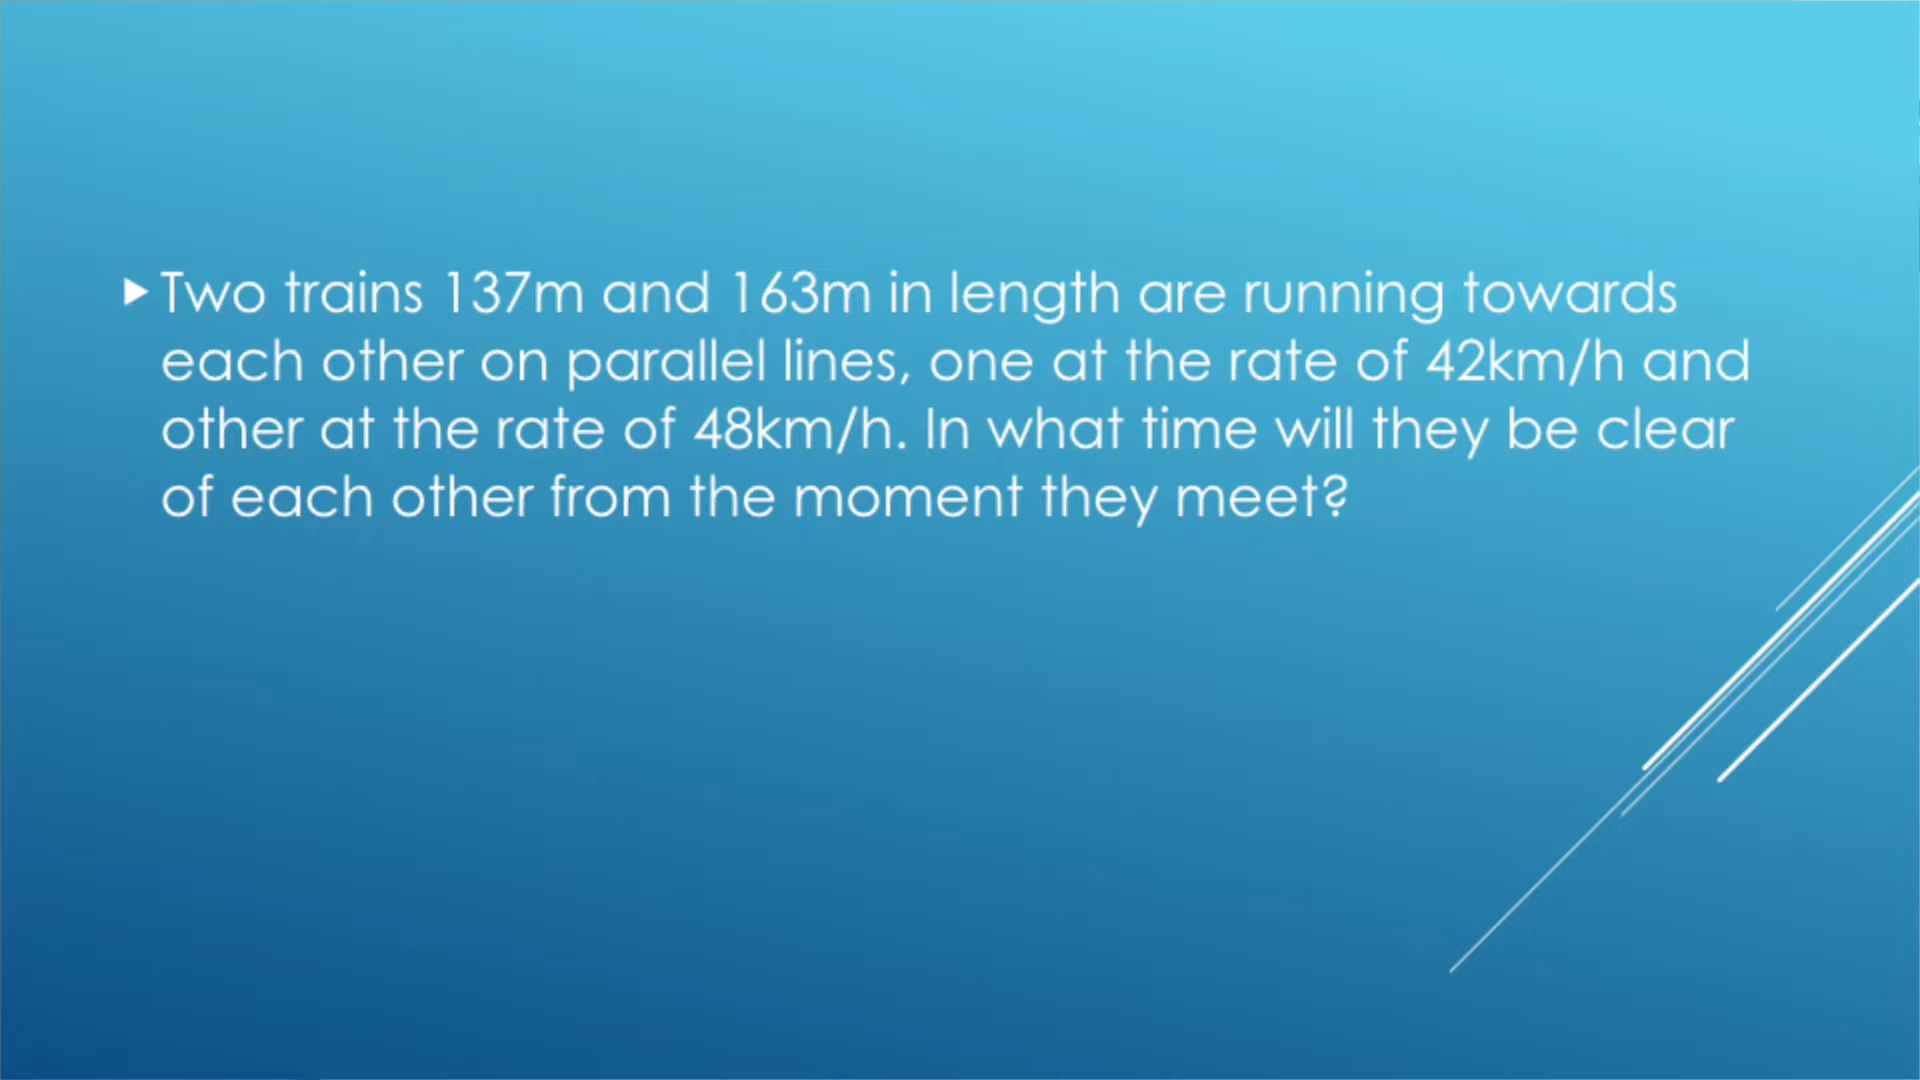 Two trains 137m and 163m in length are running towards
each other on parallel lines, one at the rate of 42km/h and
other at the rate of 48km/h. In what time will they be clear
of each other from the moment they meet?